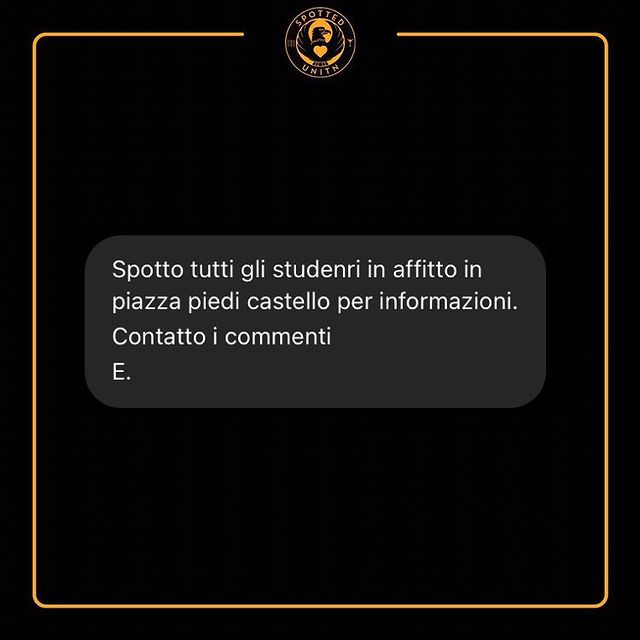 SPOTTED
UNITN
Spotto tutti gli studenri in affitto in
piazza piedi castello per informazioni.
Contatto i commenti
E.